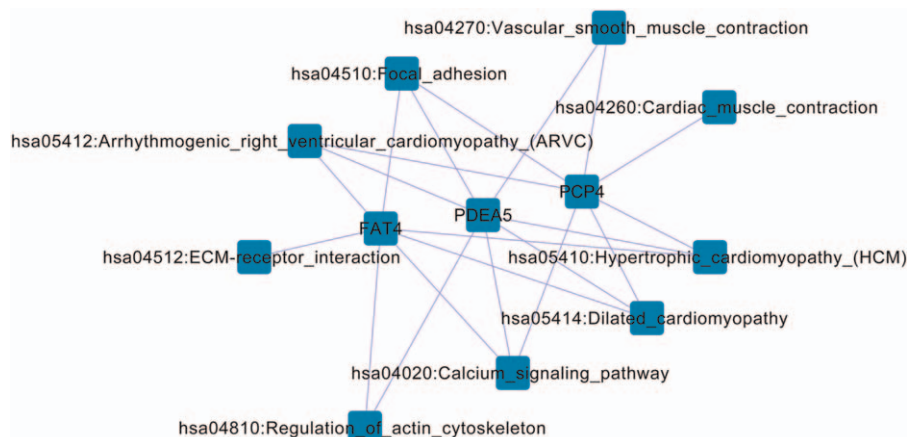 hsa04270:Vascular_smooth_muscle_contraction
hsa04510:Focal_adhesion
hsa04260:Cardiac_muscle_contraction
hsa05412:Arrhythmogenic_right_ventricular_cardiomyopathy_(ARVC)
PCP4
PDEA5
FAT4
hsa04512:ECM-receptor_interaction
hsa05410:Hypertrophic_cardiomyopathy_(HCM)
hsa05414:Dilated_cardiomyopathy
hsa04020:Calcium_signaling_pathway
hsa04810:Regulation_of_actin_cytoskeleton